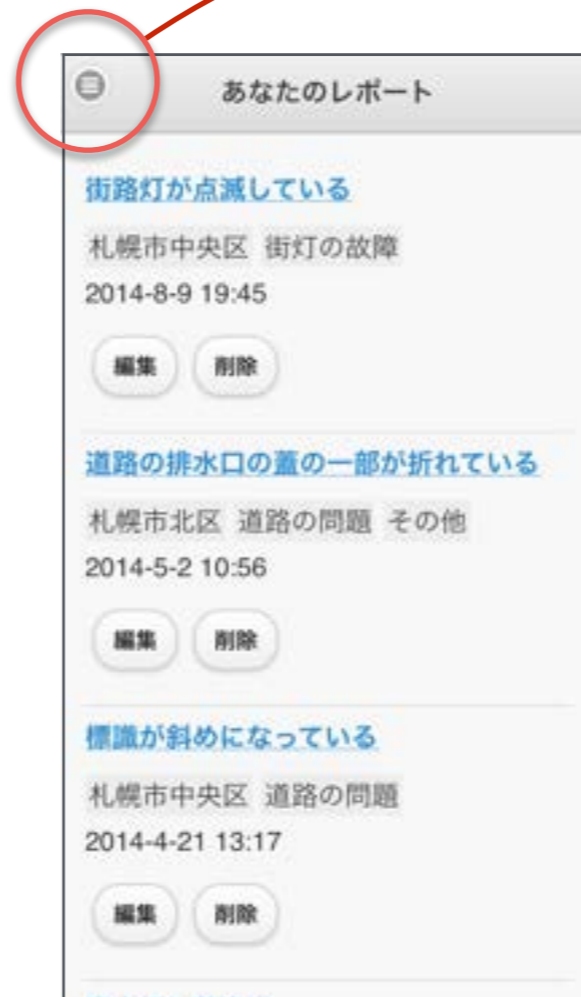 あなたのレポート
街路灯が点滅している
札幌市中央区 街灯の故障
2014-8-9 19:45
編集 削除
道路の排水口の蓋の一部が折れている
札幌市北区 道路の問題 その他
2014-5-2 10:56
編集 削除
標識が斜めになっている
札幌市中央区 道路の問題
2014-4-21 13:17
編集 削除